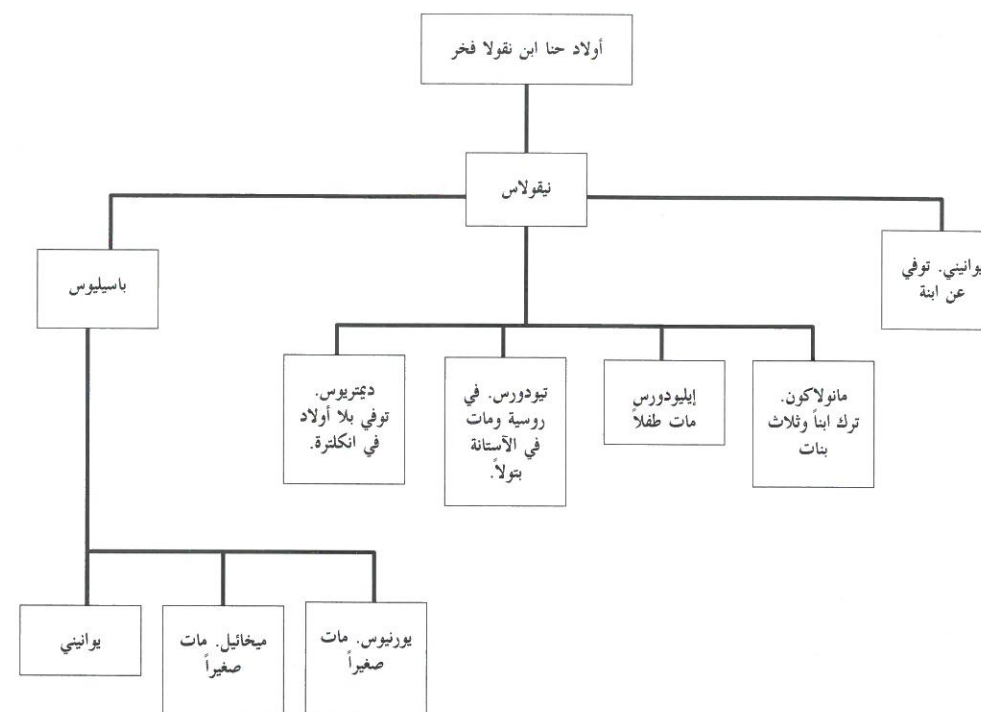 أولاد حنا ابن نقولا فخر
نيقولاس
يوانيني. توفي
عن ابنة
باسيليوس
مانولاكون.
ترك ابناً وثلاث
بنات
إيليودورس
مات طفلاً
تيودورس. في
روسية ومات
في الآستانة
بتولاً.
ديمتريوس.
توفي بلا أولاد
في انكلترة.
يورنيوس. مات
صغيراً
ميخائيل. مات
صغيراً
يوانيني